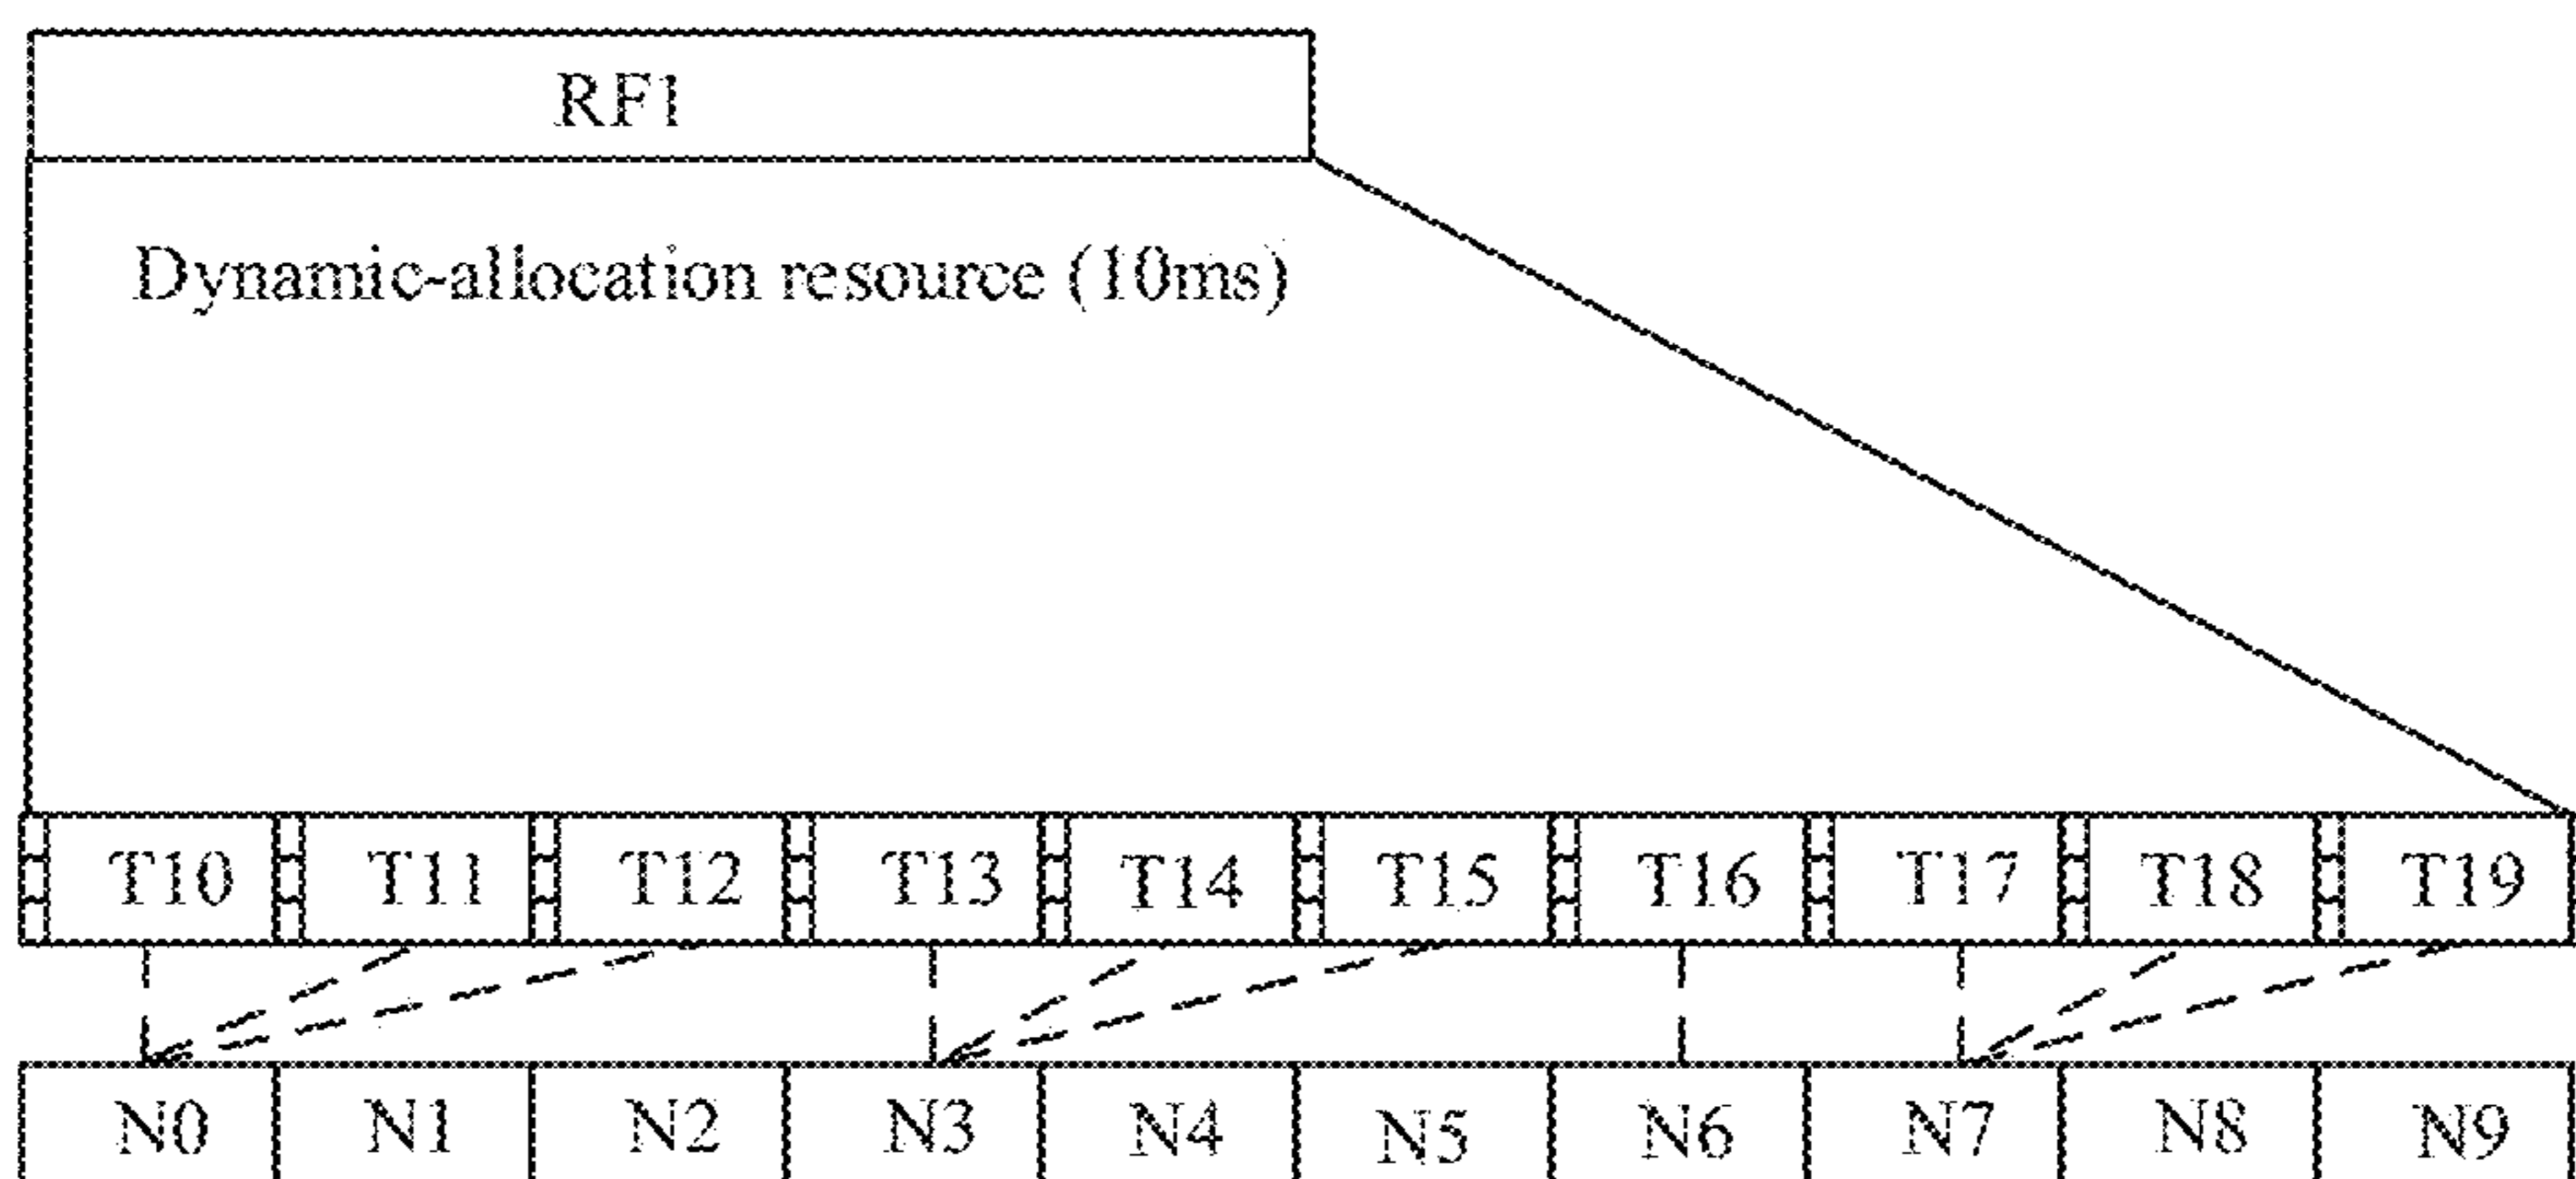 RF1
Dynamic-allocation resource (10ms)
T10 T11 T12 T13 T14 T15 T16 T17 T18 T19
N0 N1 N2 N3 N4 N5 N6 N7 N8 N9